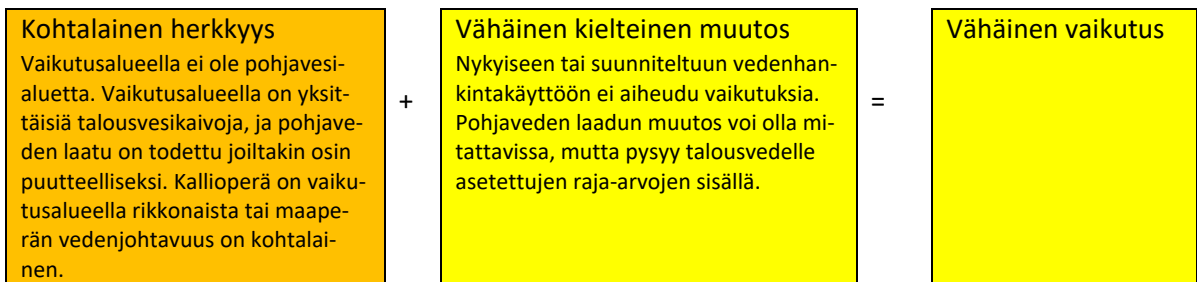 Kohtalainen herkkyys
Vaikutusalueella ei ole pohjavesi-
aluetta. Vaikutusalueella on yksit-
täisiä talousvesikaivoja, ja pohjave-
den laatu on todettu joiltakin osin
puutteelliseksi. Kallioperä on vaiku-
tusalueella rikkonaista tai maape-
rän vedenjohtavuus on kohtalai-
nen.
+
Vähäinen kielteinen muutos
Nykyiseen tai suunniteltuun vedenhan-
kintakäyttöön ei aiheudu vaikutuksia.
Pohjaveden laadun muutos voi olla mi-
tattavissa, mutta pysyy talousvedelle
asetettujen raja-arvojen sisällä.
=
Vähäinen vaikutus